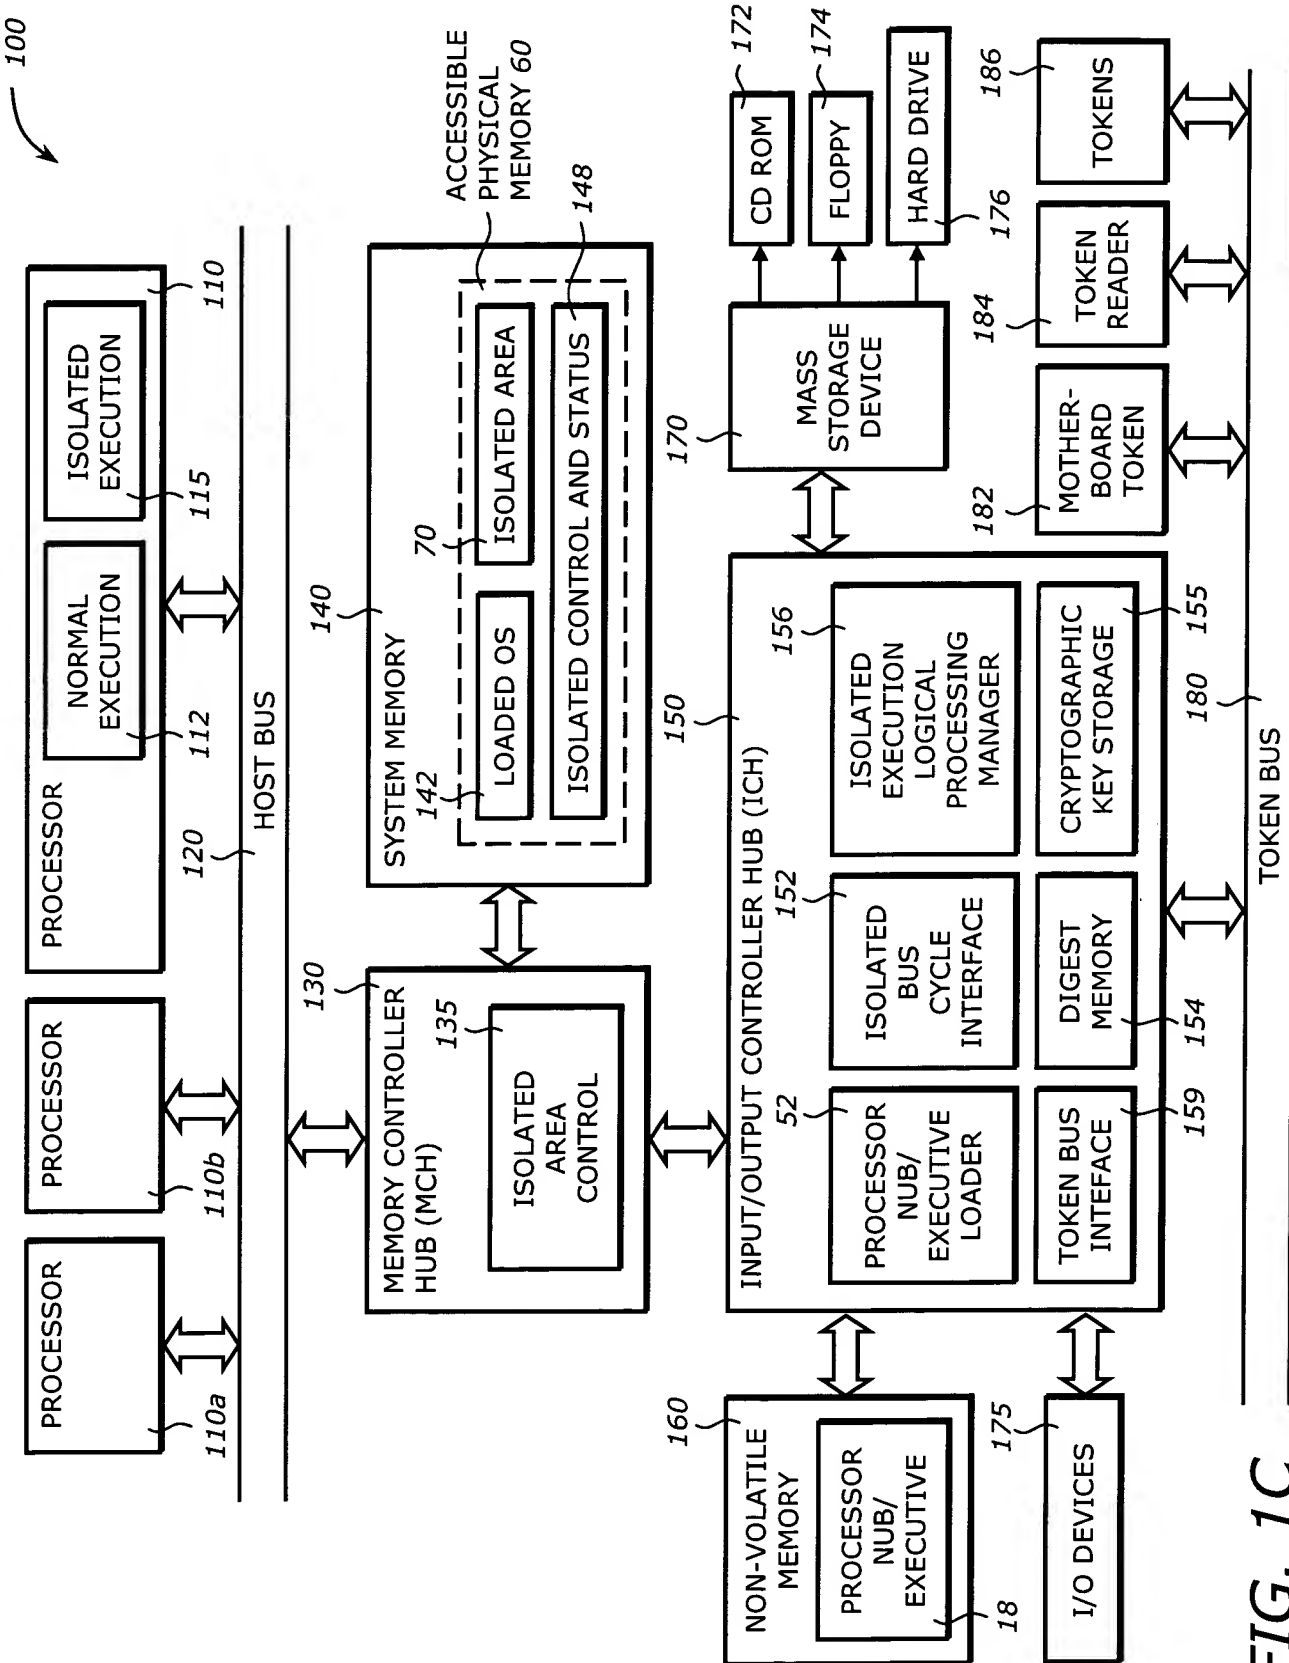 100
PROCESSOR
110a
PROCESSOR
110b
PROCESSOR
NORMAL
EXECUTION
112
ISOLATED
EXECUTION
115
110
120
HOST BUS
MEMORY CONTROLLER
HUB (MCH)
130
135
ISOLATED
AREA
CONTROL
140
SYSTEM MEMORY
ACCESSIBLE
PHYSICAL
MEMORY 60
142
LOADED OS
70
ISOLATED AREA
148
ISOLATED CONTROL AND STATUS
150
INPUT/OUTPUT CONTROLLER HUB (ICH)
52
PROCESSOR
NUB/
EXECUTIVE
LOADER
152
ISOLATED
BUS
CYCLE
INTERFACE
156
ISOLATED
EXECUTION
LOGICAL
PROCESSING
MANAGER
TOKEN BUS
INTEFACE
159
DIGEST
MEMORY
154
CRYPTOGRAPHIC
KEY STORAGE
155
160
NON-VOLATILE
MEMORY
PROCESSOR
NUB/
EXECUTIVE
18
175
I/O DEVICES
170
MASS
STORAGE
DEVICE
CD ROM
172
FLOPPY
174
HARD DRIVE
176
182
MOTHER-
BOARD
TOKEN
184
TOKEN
READER
186
TOKENS
180
TOKEN BUS
FIG. 1C